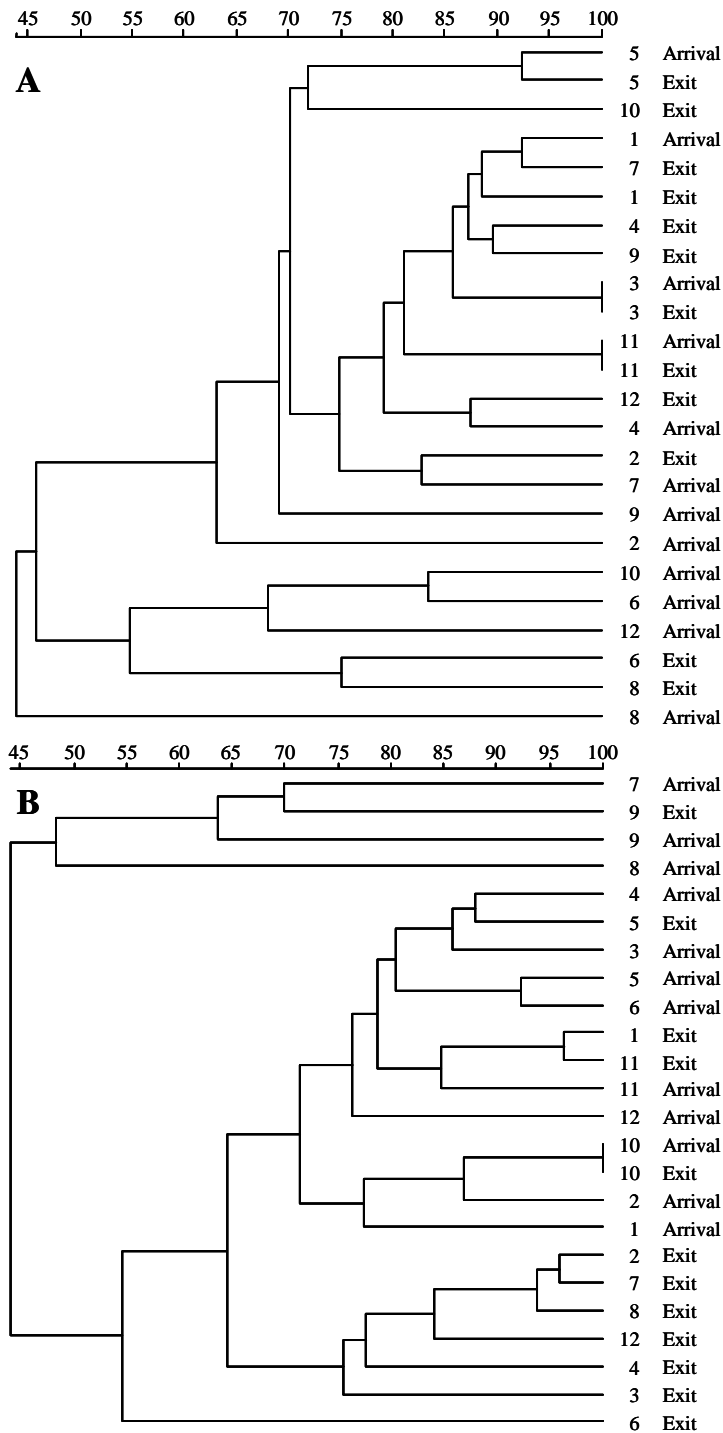 45 50 55 60 65 70 75 80 85 90 95 100
A
5 Arrival
5 Exit
10 Exit
1 Arrival
7 Exit
1 Exit
4 Exit
9 Exit
3 Arrival
3 Exit
11 Arrival
11 Exit
12 Exit
4 Arrival
2 Exit
7 Arrival
9 Arrival
2 Arrival
10 Arrival
6 Arrival
12 Arrival
6 Exit
8 Exit
8 Arrival
45 50 55 60 65 70 75 80 85 90 95 100
B
7 Arrival
9 Exit
9 Arrival
8 Arrival
4 Arrival
5 Exit
3 Arrival
5 Arrival
6 Arrival
1 Exit
11 Exit
11 Arrival
12 Arrival
10 Arrival
10 Exit
2 Arrival
1 Arrival
2 Exit
7 Exit
8 Exit
12 Exit
4 Exit
3 Exit
6 Exit